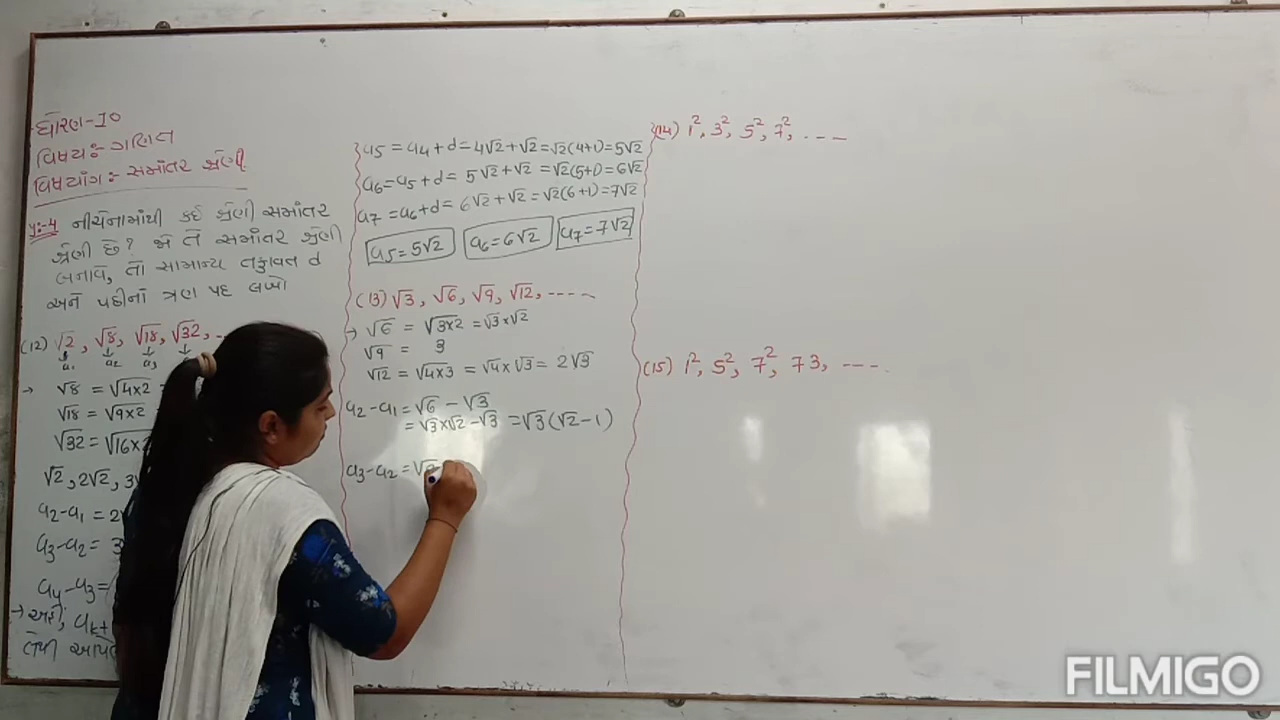 ધોરણ-10
વિષય:- ગણિત
વિષયાંગ:- સમાંતર શ્રેણી
પ્ર:-4 નીચેનામાંથી કઈ શ્રેણી સમાંતર
શ્રેણી છે? જો તે સમાંતર શ્રેણી
બનાવે, તો સામાન્ય તફાવત d
અને પછીનાં ત્રણ પદ લખો
(12) √2, √8, √18, √32, ..
a₁ a₂ a₃
→ √8 = √4×2 =
√18 = √9×2
√32 = √16×2
√2, 2√2, 3√
a₂-a₁ = 2
a₃-a₂ = 3
a₄-a₃ =
→ અહીં, aₖ₊
તેથી આપેલ
a5 = a4+d = 4√2+√2 = √2(4+1) = 5√2
a6 = a5+d = 5√2+√2 = √2(5+1) = 6√2
a7 = a6+d = 6√2+√2 = √2(6+1) = 7√2
a5 = 5√2 a6 = 6√2 a7 = 7√2
(13) √3, √6, √9, √12, -----
→ √6 = √3×2 = √3×√2
√9 = 3
√12 = √4×3 = √4×√3 = 2√3
a₂-a₁ = √6 - √3
= √3×√2 - √3 = √3(√2-1)
a₃-a₂ = √
(14) 1², 3², 5², 7², . ---
(15) 1², 5², 7², 73, ---.
FILMIGO